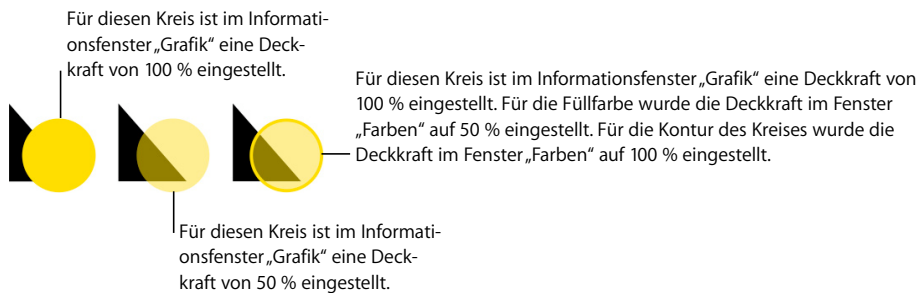 Für diesen Kreis ist im Informati-
onsfenster „Grafik“ eine Deck-
kraft von 100 % eingestellt.
Für diesen Kreis ist im Informationsfenster „Grafik“ eine Deckkraft von
100 % eingestellt. Für die Füllfarbe wurde die Deckkraft im Fenster
„Farben“ auf 50 % eingestellt. Für die Kontur des Kreises wurde die
Deckkraft im Fenster „Farben“ auf 100 % eingestellt.
Für diesen Kreis ist im Informati-
onsfenster „Grafik“ eine Deck-
kraft von 50 % eingestellt.